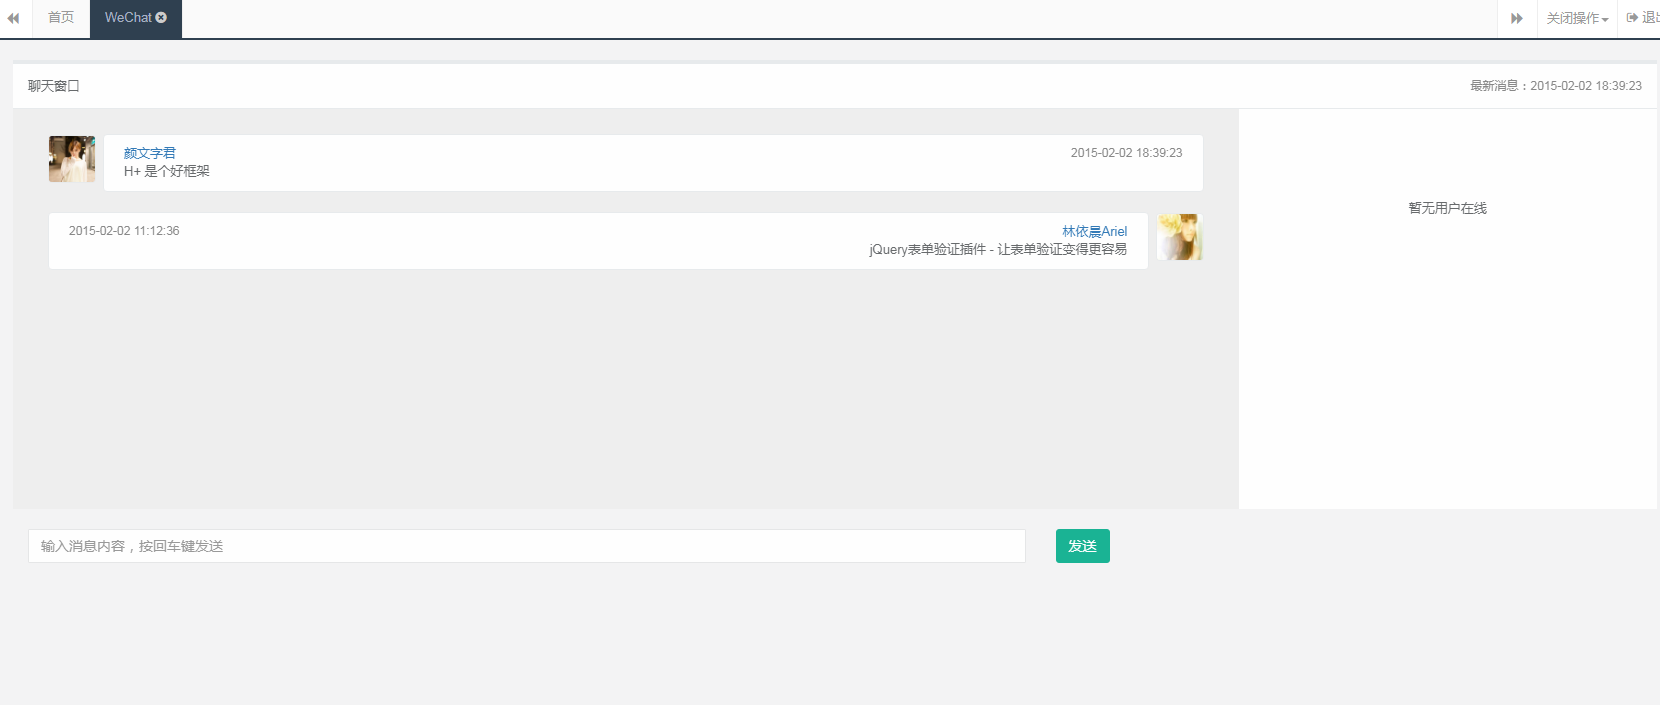 首页
WeChat
关闭操作
退出
聊天窗口
最新消息：2015-02-02 18:39:23
颜文字君
2015-02-02 18:39:23
H+ 是个好框架
暂无用户在线
2015-02-02 11:12:36
林依晨Ariel
jQuery表单验证插件 - 让表单验证变得更容易
输入消息内容，按回车键发送
发送